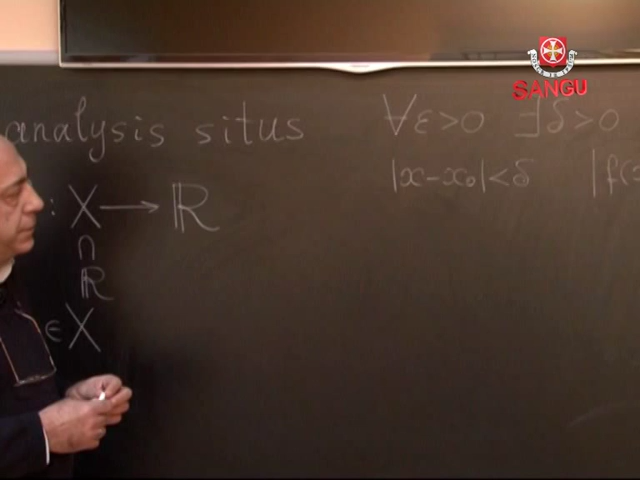 SANGU
analysis situs
∀ε>0 ∃δ>0
|x-x₀|<δ |f(
: X → ℝ
∩
ℝ
∈ X